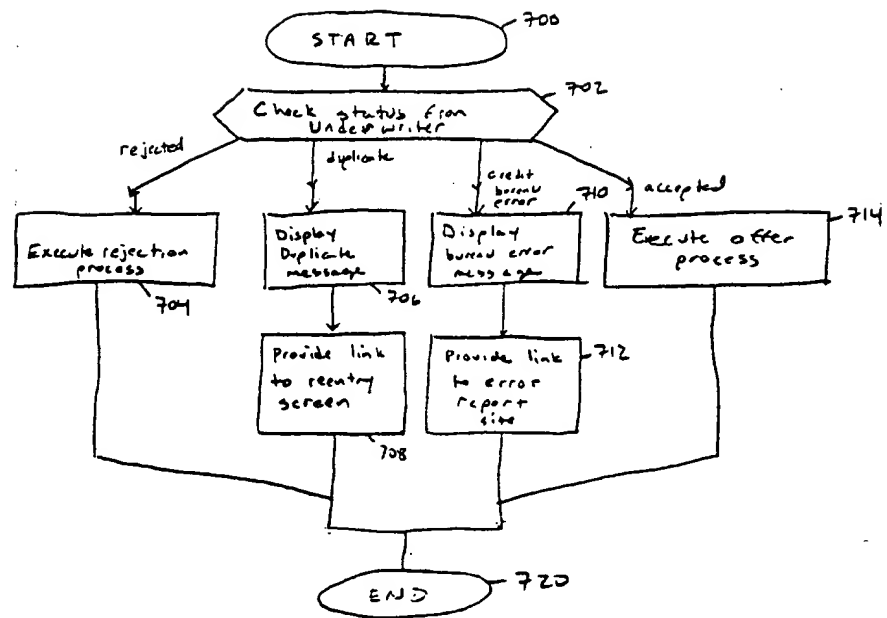 START
700
Check status from
Underwriter
702
rejected
duplicate
credit
bureau
error
710
accepted
714
Execute rejection
process
704
Display
Duplicate
message
706
Display
bureau error
message
Execute offer
process
Provide link
to reentry
screen
708
Provide link
to error
report
site
712
END
720